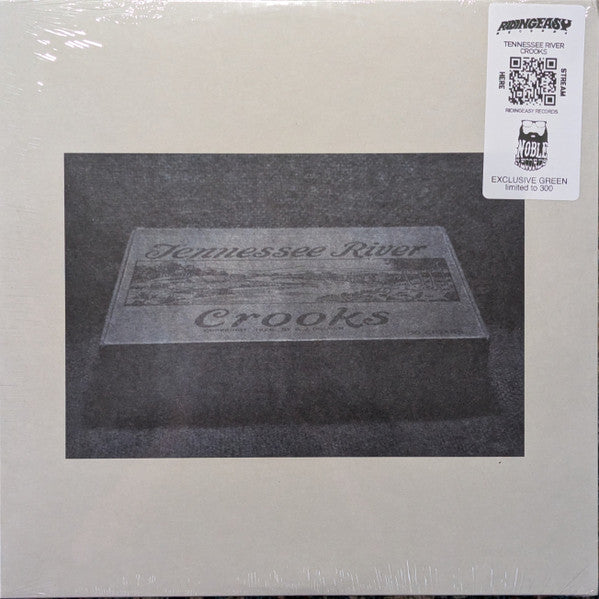 RIDINGEASY
RECORDS
TENNESSEE RIVER
CROOKS
HERE
STREAM
RIDINGEASY RECORDS
NOBLE
EXCLUSIVE GREEN
limited to 300
Tennessee River
Crooks